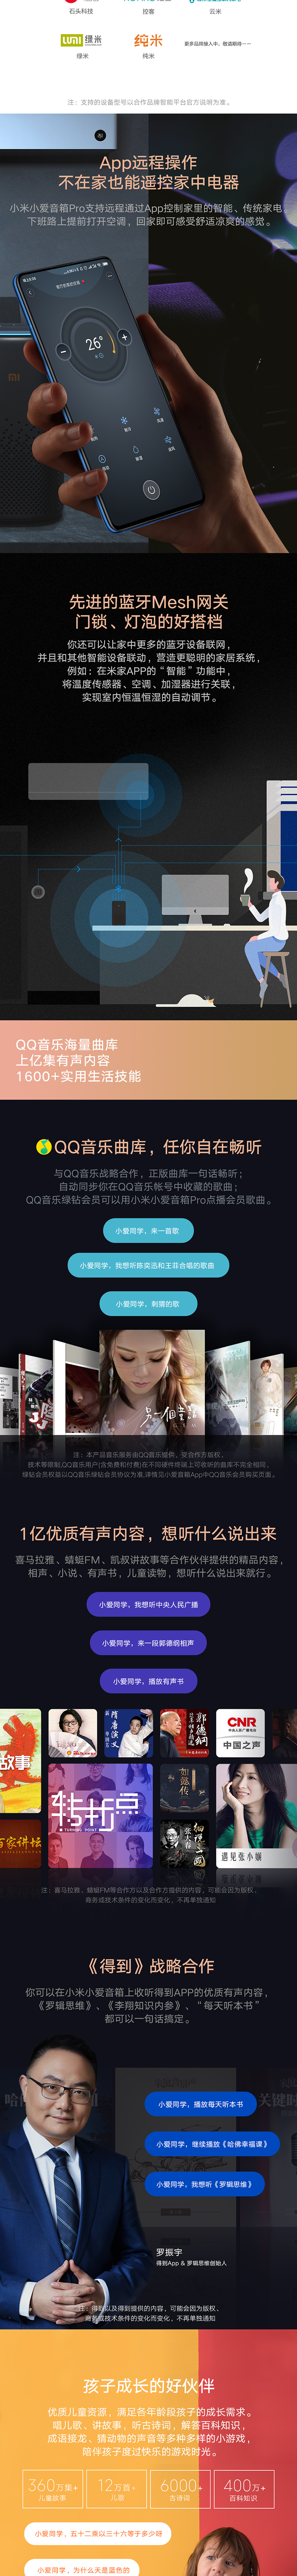 石头科技 控客 云米
LUMI 绿米 纯米
更多品牌接入中，敬请期待……
绿米 纯米
注：支持的设备型号以合作品牌智能平台官方说明为准。
App远程操作
不在家也能遥控家中电器
小米小爱音箱Pro支持远程通过App控制家里的智能、传统家电，
下班路上提前打开空调，回家即可感受舒适凉爽的感觉。
26°
先进的蓝牙Mesh网关
门锁、灯泡的好搭档
你还可以让家中更多的蓝牙设备联网，
并且和其他智能设备联动，营造更聪明的家居系统，
例如：在米家APP的“智能”功能中，
将温度传感器、空调、加湿器进行关联，
实现室内恒温恒湿的自动调节。
QQ音乐海量曲库
上亿集有声内容
1600+实用生活技能
QQ音乐曲库，任你自在畅听
与QQ音乐战略合作，正版曲库一句话畅听；
自动同步你在QQ音乐帐号中收藏的歌曲；
QQ音乐绿钻会员可以用小米小爱音箱Pro点播会员歌曲。
小爱同学，来一首歌
小爱同学，我想听陈奕迅和王菲合唱的歌曲
小爱同学，刺猬的歌
注：本产品音乐服务由QQ音乐提供，受合作方版权、
技术等限制,QQ音乐用户(含免费和付费)在不同硬件终端上可收听的曲库不完全相同，
绿钻会员权益以QQ音乐绿钻会员协议为准,详情见小爱音箱App中QQ音乐会员购买页面。
1亿优质有声内容，想听什么说出来
喜马拉雅、蜻蜓FM、凯叔讲故事等合作伙伴提供的精品内容，
相声、小说、有声书，儿童读物，想听什么说出来就行。
小爱同学，我想听中央人民广播
小爱同学，来一段郭德纲相声
小爱同学，播放有声书
故事
隋唐演义
郭德纲
CNR
中国之声
转折点
TURNING POINT
如懿传
百家讲坛
遇见张小娴
注：喜马拉雅、蜻蜓FM等合作方以及合作方提供的内容，可能会因为版权、
商务或技术条件的变化而变化，不再单独通知
《得到》战略合作
你可以在小米小爱音箱上收听得到APP的优质有声内容，
《罗辑思维》、《李翔知识内参》、“每天听本书”
都可以一句话搞定。
小爱同学，播放每天听本书
小爱同学，继续播放《哈佛幸福课》
小爱同学，我想听《罗辑思维》
罗振宇
得到App & 罗辑思维创始人
注：得到以及得到提供的内容，可能会因为版权、
商务或技术条件的变化而变化，不再单独通知
孩子成长的好伙伴
优质儿童资源，满足各年龄段孩子的成长需求。
唱儿歌、讲故事，听古诗词，解答百科知识，
成语接龙、猜动物的声音等多种多样的小游戏，
陪伴孩子度过快乐的游戏时光。
360万集+ 12万首+ 6000+ 400万+
儿童故事 儿歌 古诗词 百科知识
小爱同学，五十二乘以三十六等于多少呀
小爱同学，为什么天是蓝色的